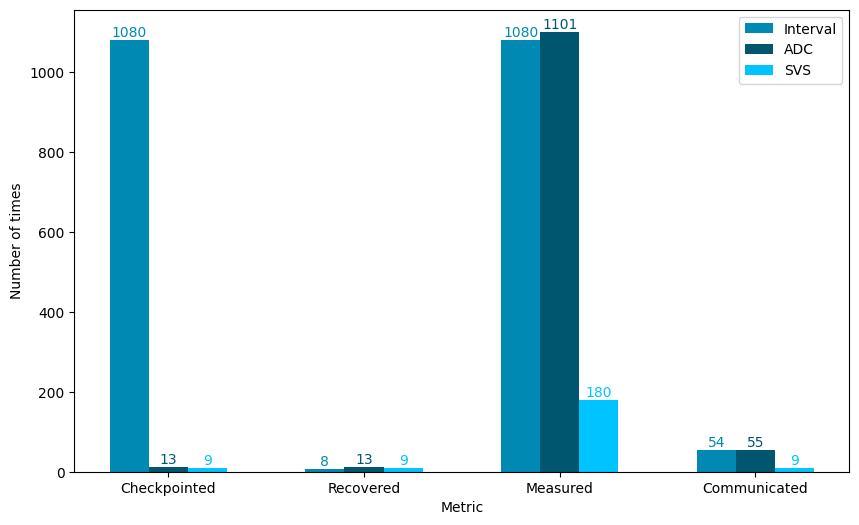 Interval
ADC
SVS
Number of times
1000
800
600
400
200
0
1080
13
9
8
13
9
1080
1101
180
54
55
9
Checkpointed
Recovered
Measured
Communicated
Metric